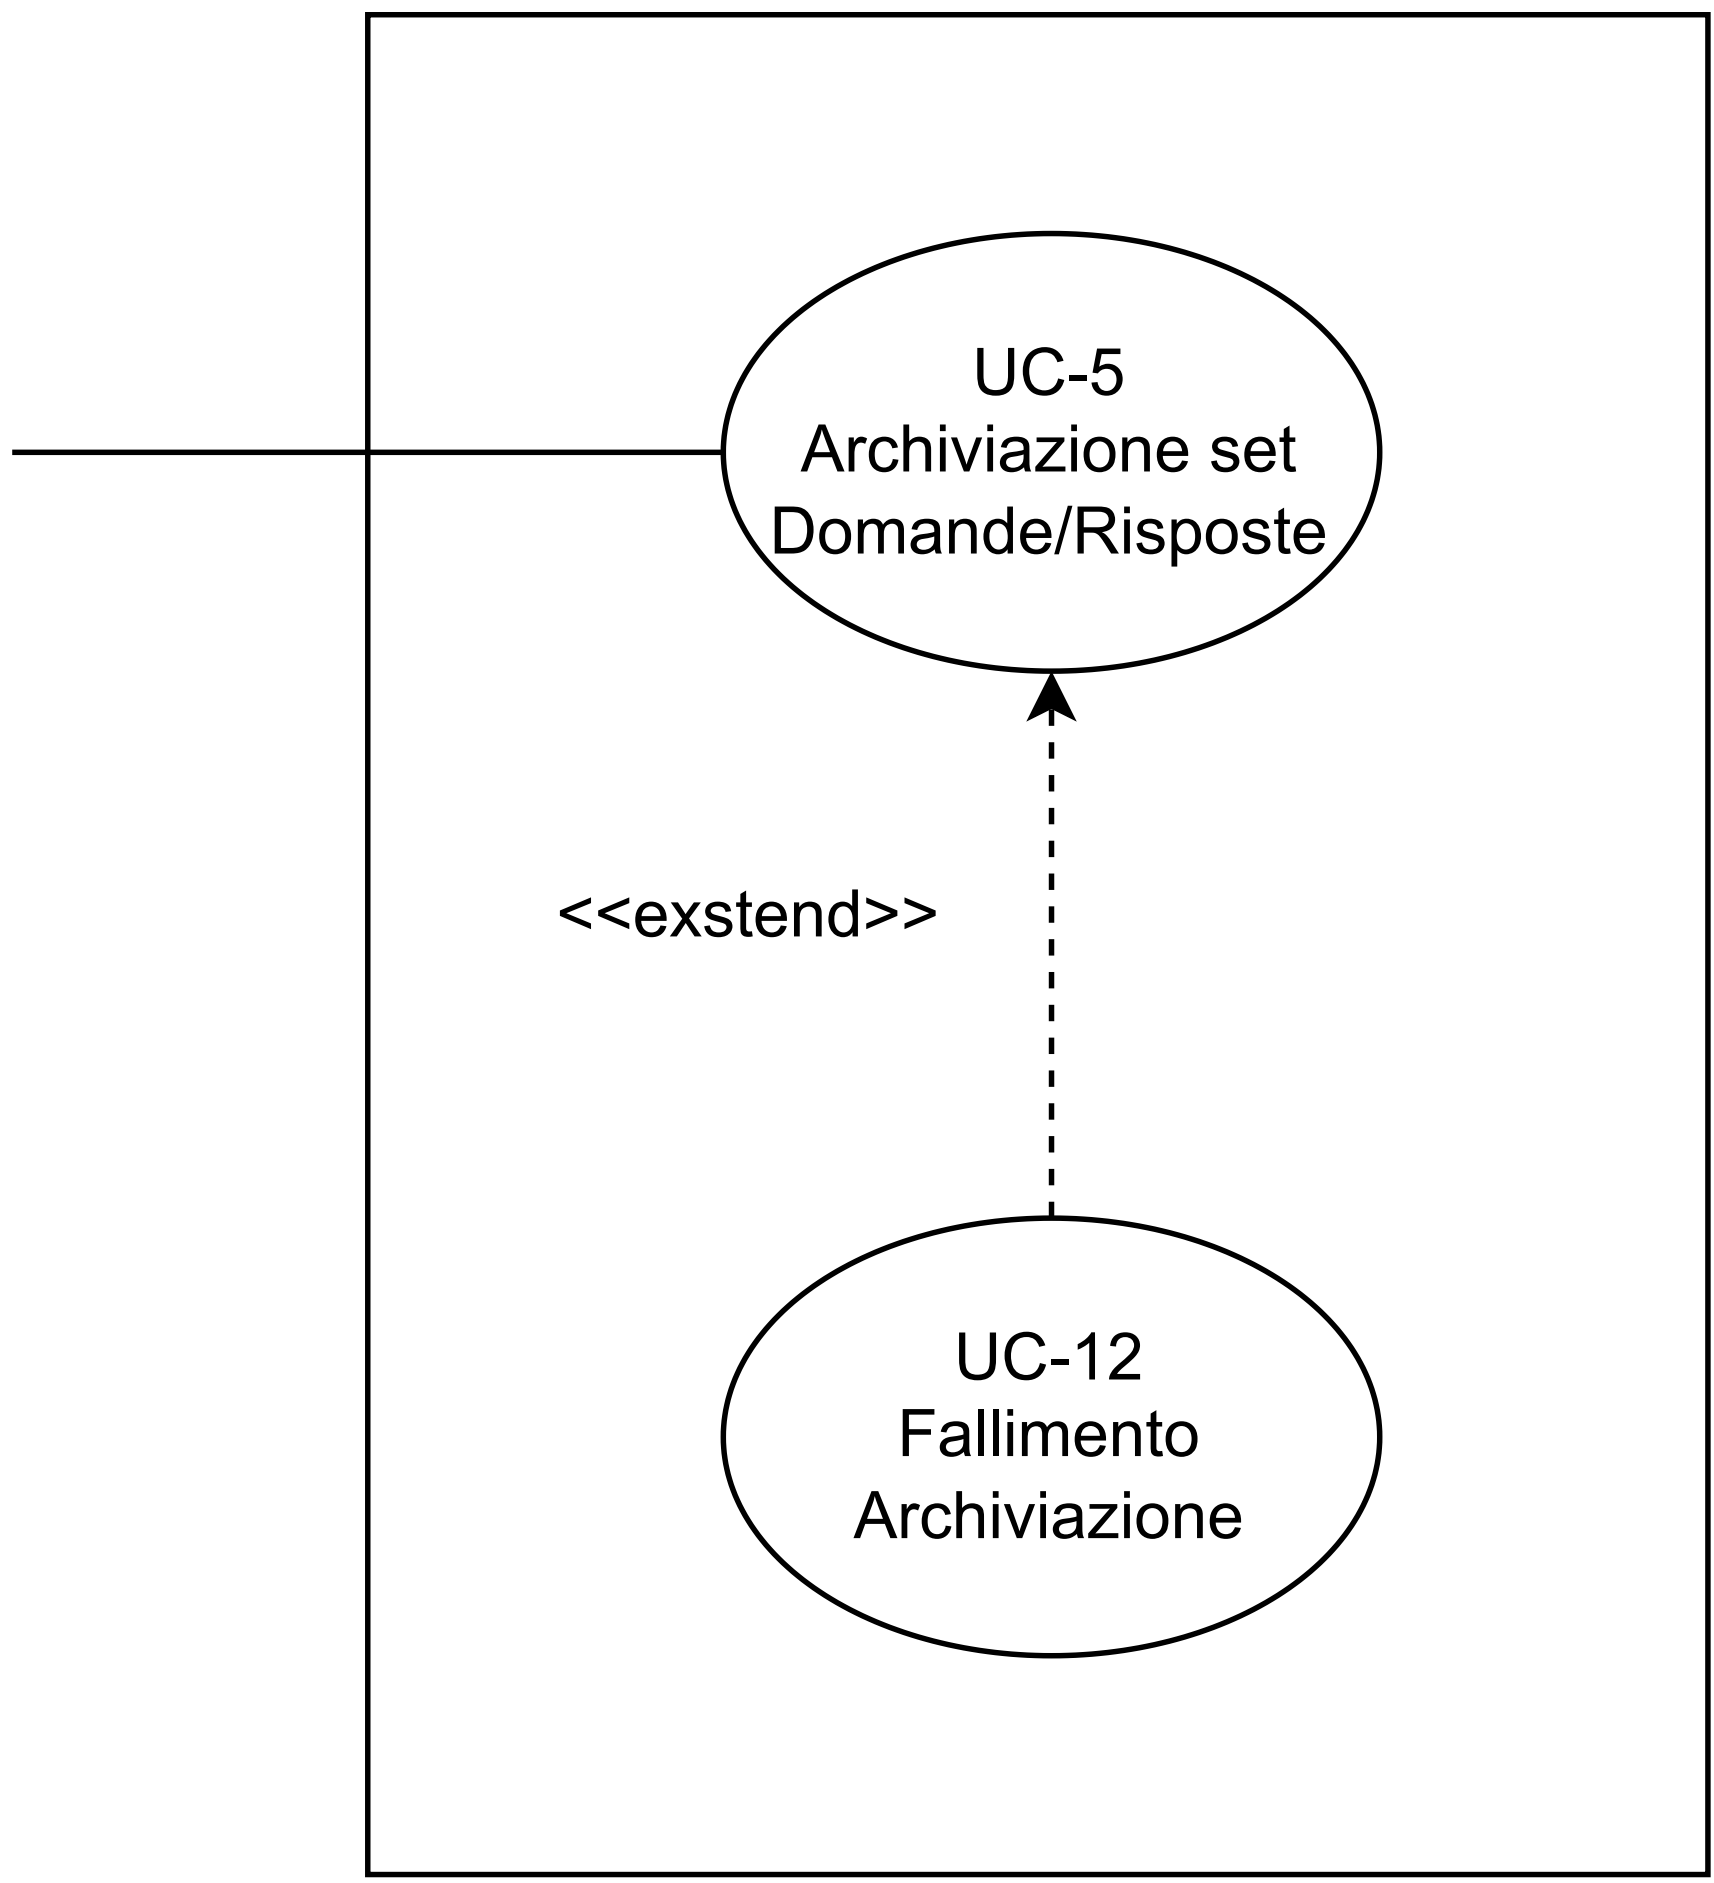 UC-5
Archiviazione set
Domande/Risposte
<<exstend>>
UC-12
Fallimento
Archiviazione